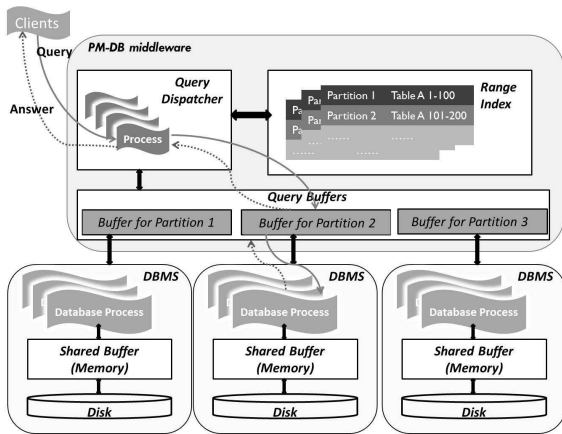 Clients
Query
PM-DB middleware
Answer
Query
Dispatcher
Process
Range
Index
Partition 1 Table A 1-100
Partition 2 Table A 101-200
...... ......
...... ......
Query Buffers
Buffer for Partition 1
Buffer for Partition 2
Buffer for Partition 3
DBMS
Database Process
Shared Buffer
(Memory)
Disk
DBMS
Database Process
Shared Buffer
(Memory)
Disk
DBMS
Database Process
Shared Buffer
(Memory)
Disk